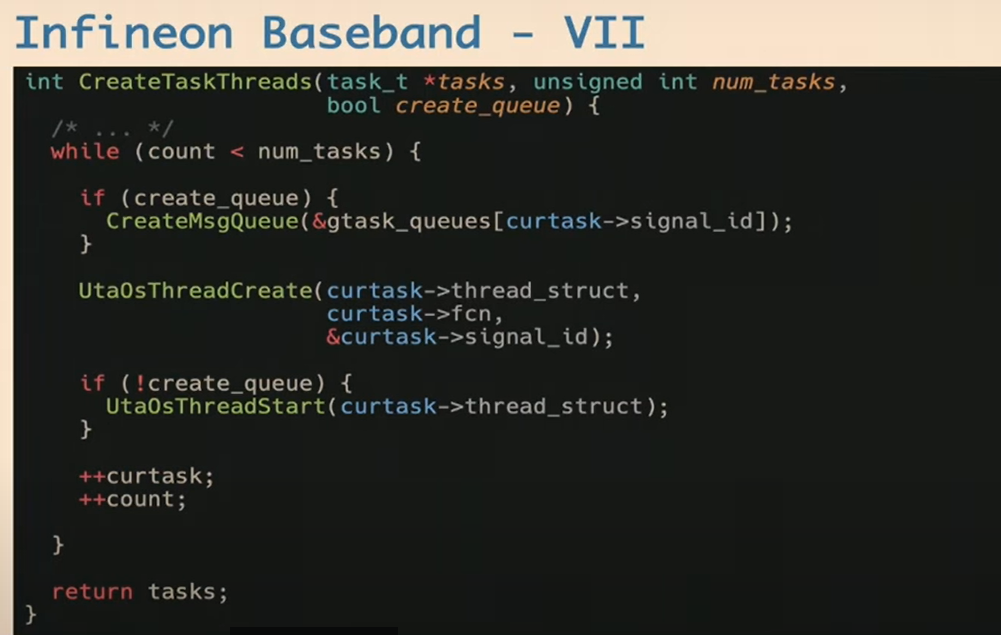 Infineon Baseband – VII
int CreateTaskThreads(task_t *tasks, unsigned int num_tasks,
bool create_queue) {
/* ... */
while (count < num_tasks) {
if (create_queue) {
CreateMsgQueue(&gtask_queues[curtask->signal_id]);
}
UtaOsThreadCreate(curtask->thread_struct,
curtask->fcn,
&curtask->signal_id);
if (!create_queue) {
UtaOsThreadStart(curtask->thread_struct);
}
++curtask;
++count;
}
return tasks;
}